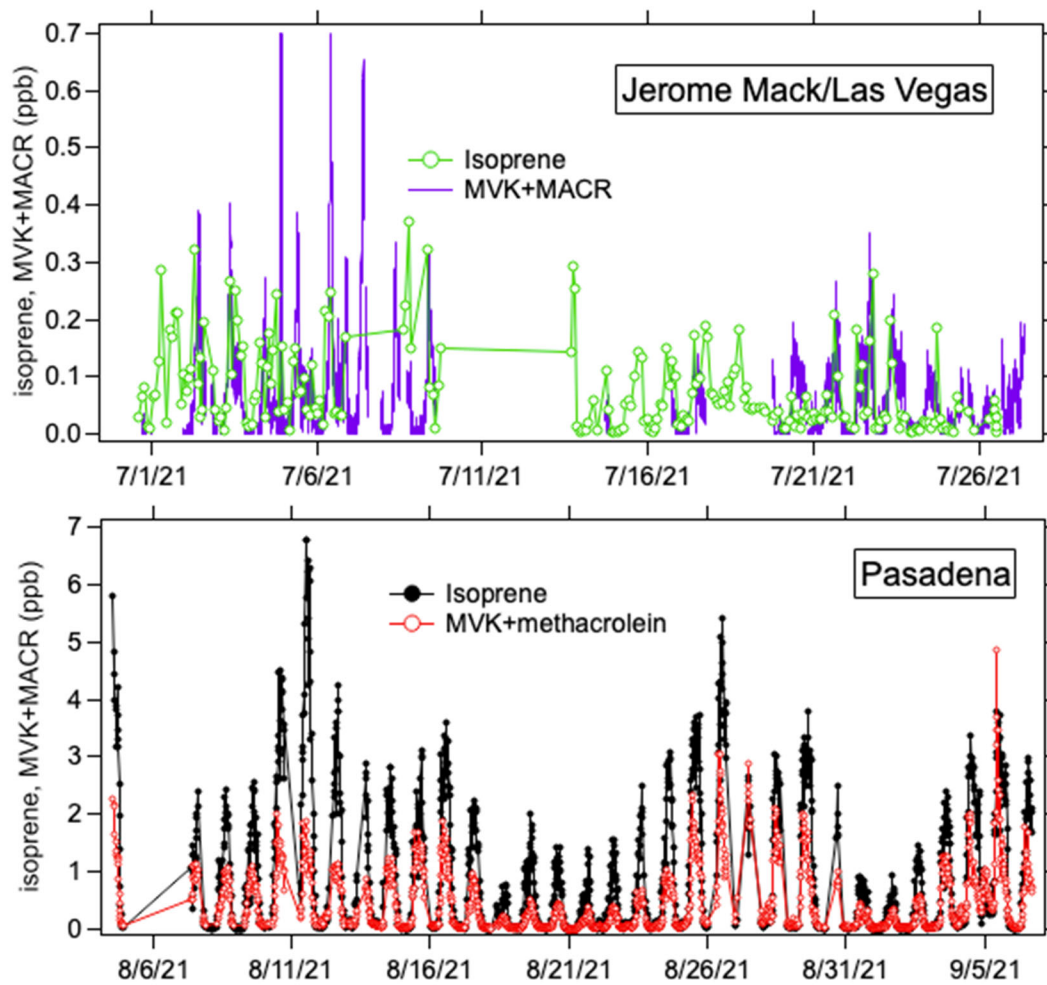 isoprene, MVK+MACR (ppb)
0.7
0.6
0.5
0.4
0.3
0.2
0.1
0.0
Jerome Mack/Las Vegas
Isoprene
MVK+MACR
7/1/21 7/6/21 7/11/21 7/16/21 7/21/21 7/26/21
isoprene, MVK+MACR (ppb)
7
6
5
4
3
2
1
0
Pasadena
Isoprene
MVK+methacrolein
8/6/21 8/11/21 8/16/21 8/21/21 8/26/21 8/31/21 9/5/21